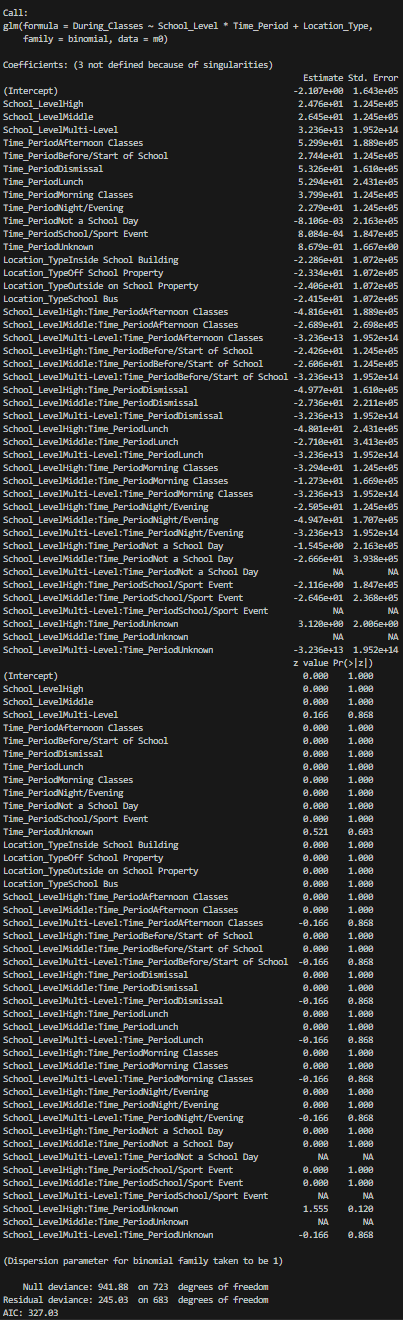 Call:
glm(formula = During_Classes ~ School_Level * Time_Period + Location_Type,
    family = binomial, data = m0)
Coefficients: (3 not defined because of singularities)
Estimate Std. Error
(Intercept) -2.107e+00 1.643e+05
School_LevelHigh 2.476e+01 1.245e+05
School_LevelMiddle 2.645e+01 1.245e+05
School_LevelMulti-Level 3.236e+13 1.952e+14
Time_PeriodAfternoon Classes 5.299e+01 1.889e+05
Time_PeriodBefore/Start of School 2.744e+01 1.245e+05
Time_PeriodDismissal 5.326e+01 1.610e+05
Time_PeriodLunch 5.294e+01 2.431e+05
Time_PeriodMorning Classes 3.799e+01 1.245e+05
Time_PeriodNight/Evening 2.279e+01 1.245e+05
Time_PeriodNot a School Day -8.106e-03 2.163e+05
Time_PeriodSchool/Sport Event 8.084e-04 1.847e+05
Time_PeriodUnknown 8.679e-01 1.667e+00
Location_TypeInside School Building -2.286e+01 1.072e+05
Location_TypeOff School Property -2.334e+01 1.072e+05
Location_TypeOutside on School Property -2.406e+01 1.072e+05
Location_TypeSchool Bus -2.415e+01 1.072e+05
School_LevelHigh:Time_PeriodAfternoon Classes -4.816e+01 1.889e+05
School_LevelMiddle:Time_PeriodAfternoon Classes -2.689e+01 2.698e+05
School_LevelMulti-Level:Time_PeriodAfternoon Classes -3.236e+13 1.952e+14
School_LevelHigh:Time_PeriodBefore/Start of School -2.426e+01 1.245e+05
School_LevelMiddle:Time_PeriodBefore/Start of School -2.606e+01 1.245e+05
School_LevelMulti-Level:Time_PeriodBefore/Start of School -3.236e+13 1.952e+14
School_LevelHigh:Time_PeriodDismissal -4.977e+01 1.610e+05
School_LevelMiddle:Time_PeriodDismissal -2.736e+01 2.211e+05
School_LevelMulti-Level:Time_PeriodDismissal -3.236e+13 1.952e+14
School_LevelHigh:Time_PeriodLunch -4.801e+01 2.431e+05
School_LevelMiddle:Time_PeriodLunch -2.710e+01 3.413e+05
School_LevelMulti-Level:Time_PeriodLunch -3.236e+13 1.952e+14
School_LevelHigh:Time_PeriodMorning Classes -3.294e+01 1.245e+05
School_LevelMiddle:Time_PeriodMorning Classes -1.273e+01 1.669e+05
School_LevelMulti-Level:Time_PeriodMorning Classes -3.236e+13 1.952e+14
School_LevelHigh:Time_PeriodNight/Evening -2.505e+01 1.245e+05
School_LevelMiddle:Time_PeriodNight/Evening -4.947e+01 1.707e+05
School_LevelMulti-Level:Time_PeriodNight/Evening -3.236e+13 1.952e+14
School_LevelHigh:Time_PeriodNot a School Day -1.545e+00 2.163e+05
School_LevelMiddle:Time_PeriodNot a School Day -2.666e+01 3.938e+05
School_LevelMulti-Level:Time_PeriodNot a School Day NA NA
School_LevelHigh:Time_PeriodSchool/Sport Event -2.116e+00 1.847e+05
School_LevelMiddle:Time_PeriodSchool/Sport Event -2.646e+01 2.368e+05
School_LevelMulti-Level:Time_PeriodSchool/Sport Event NA NA
School_LevelHigh:Time_PeriodUnknown 3.120e+00 2.006e+00
School_LevelMiddle:Time_PeriodUnknown NA NA
School_LevelMulti-Level:Time_PeriodUnknown -3.236e+13 1.952e+14
z value Pr(>|z|)
(Intercept) 0.000 1.000
School_LevelHigh 0.000 1.000
School_LevelMiddle 0.000 1.000
School_LevelMulti-Level 0.166 0.868
Time_PeriodAfternoon Classes 0.000 1.000
Time_PeriodBefore/Start of School 0.000 1.000
Time_PeriodDismissal 0.000 1.000
Time_PeriodLunch 0.000 1.000
Time_PeriodMorning Classes 0.000 1.000
Time_PeriodNight/Evening 0.000 1.000
Time_PeriodNot a School Day 0.000 1.000
Time_PeriodSchool/Sport Event 0.000 1.000
Time_PeriodUnknown 0.521 0.603
Location_TypeInside School Building 0.000 1.000
Location_TypeOff School Property 0.000 1.000
Location_TypeOutside on School Property 0.000 1.000
Location_TypeSchool Bus 0.000 1.000
School_LevelHigh:Time_PeriodAfternoon Classes 0.000 1.000
School_LevelMiddle:Time_PeriodAfternoon Classes 0.000 1.000
School_LevelMulti-Level:Time_PeriodAfternoon Classes -0.166 0.868
School_LevelHigh:Time_PeriodBefore/Start of School 0.000 1.000
School_LevelMiddle:Time_PeriodBefore/Start of School 0.000 1.000
School_LevelMulti-Level:Time_PeriodBefore/Start of School -0.166 0.868
School_LevelHigh:Time_PeriodDismissal 0.000 1.000
School_LevelMiddle:Time_PeriodDismissal 0.000 1.000
School_LevelMulti-Level:Time_PeriodDismissal -0.166 0.868
School_LevelHigh:Time_PeriodLunch 0.000 1.000
School_LevelMiddle:Time_PeriodLunch 0.000 1.000
School_LevelMulti-Level:Time_PeriodLunch -0.166 0.868
School_LevelHigh:Time_PeriodMorning Classes 0.000 1.000
School_LevelMiddle:Time_PeriodMorning Classes 0.000 1.000
School_LevelMulti-Level:Time_PeriodMorning Classes -0.166 0.868
School_LevelHigh:Time_PeriodNight/Evening 0.000 1.000
School_LevelMiddle:Time_PeriodNight/Evening 0.000 1.000
School_LevelMulti-Level:Time_PeriodNight/Evening -0.166 0.868
School_LevelHigh:Time_PeriodNot a School Day 0.000 1.000
School_LevelMiddle:Time_PeriodNot a School Day 0.000 1.000
School_LevelMulti-Level:Time_PeriodNot a School Day NA NA
School_LevelHigh:Time_PeriodSchool/Sport Event 0.000 1.000
School_LevelMiddle:Time_PeriodSchool/Sport Event 0.000 1.000
School_LevelMulti-Level:Time_PeriodSchool/Sport Event NA NA
School_LevelHigh:Time_PeriodUnknown 1.555 0.120
School_LevelMiddle:Time_PeriodUnknown NA NA
School_LevelMulti-Level:Time_PeriodUnknown -0.166 0.868
(Dispersion parameter for binomial family taken to be 1)
Null deviance: 941.88 on 723 degrees of freedom
Residual deviance: 245.03 on 683 degrees of freedom
AIC: 327.03